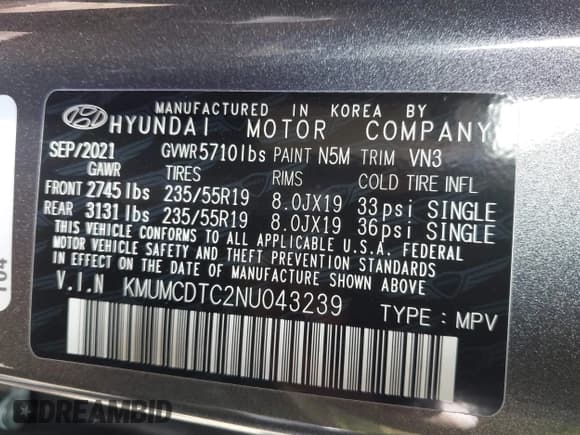 MANUFACTURED IN KOREA BY
HYUNDAI MOTOR COMPANY
SEP/2021 GVWR 5710lbs PAINT N5M TRIM VN3
GAWR TIRES RIMS COLD TIRE INFL
FRONT 2745 lbs 235/55R19 8.0JX19 33psi SINGLE
REAR 3131 lbs 235/55R19 8.0JX19 36psi SINGLE
THIS VEHICLE CONFORMS TO ALL APPLICABLE U.S.A. FEDERAL
MOTOR VEHICLE SAFETY AND THEFT PREVENTION STANDARDS
IN EFFECT ON THE DATE OF MANUFACTURE SHOWN ABOVE.
V.I.N KMUMCDTC2NU043239 TYPE : MPV
104
DREAMBID